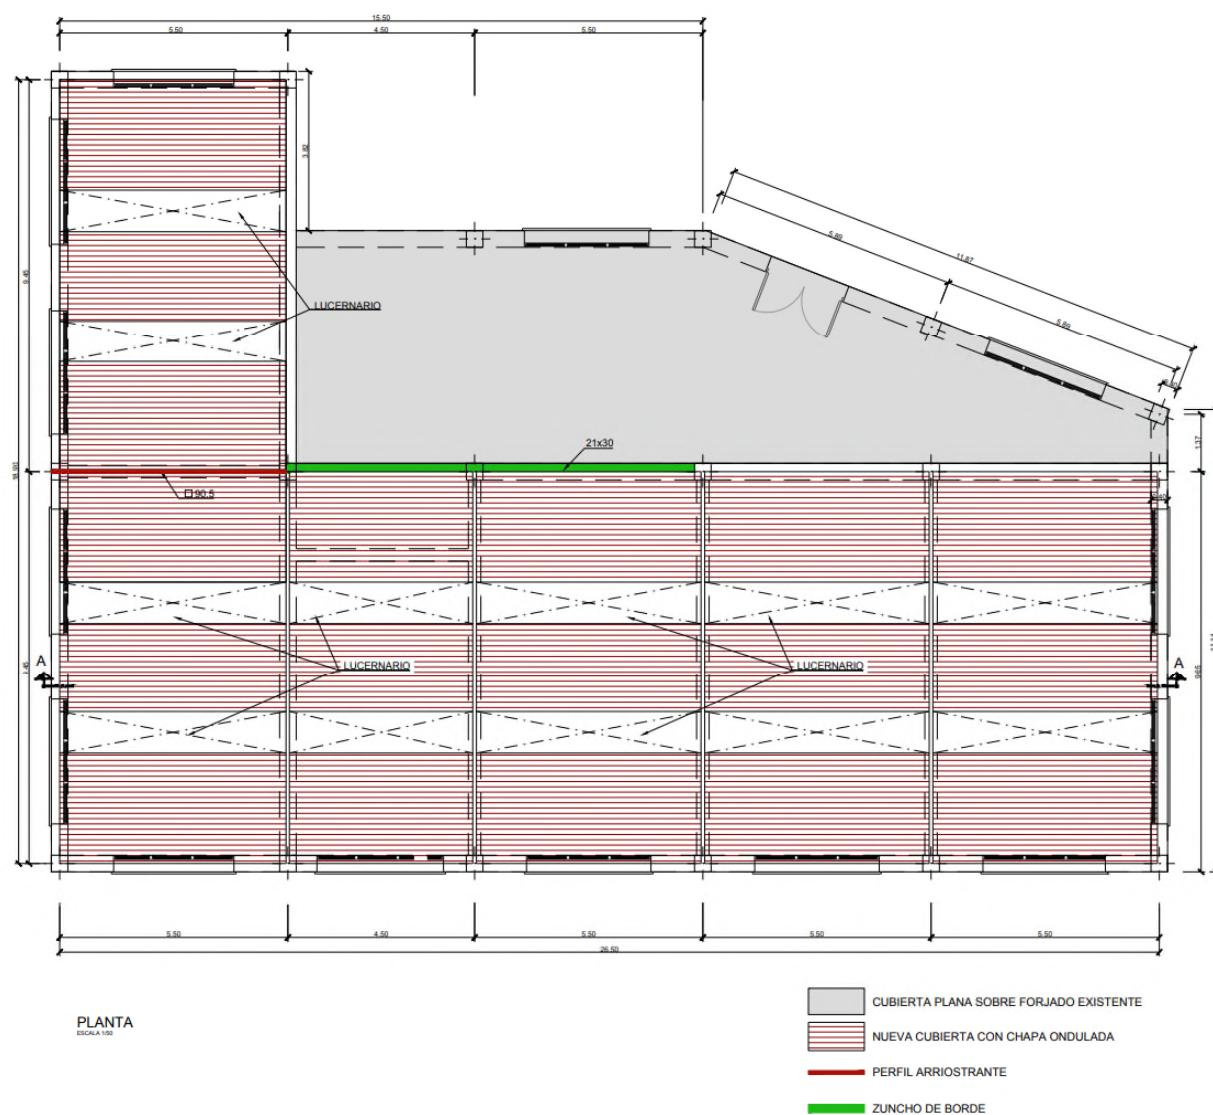 15.50
5.50
4.50
5.50
3.82
11.87
5.89
5.89
9.45
LUCERNARIO
1.37
21x30
90.5
LUCERNARIO
LUCERNARIO
A
A
9.65
5.50
4.50
5.50
5.50
5.50
26.50
PLANTA
ESCALA 1/50
CUBIERTA PLANA SOBRE FORJADO EXISTENTE
NUEVA CUBIERTA CON CHAPA ONDULADA
PERFIL ARRIOSTRANTE
ZUNCHO DE BORDE